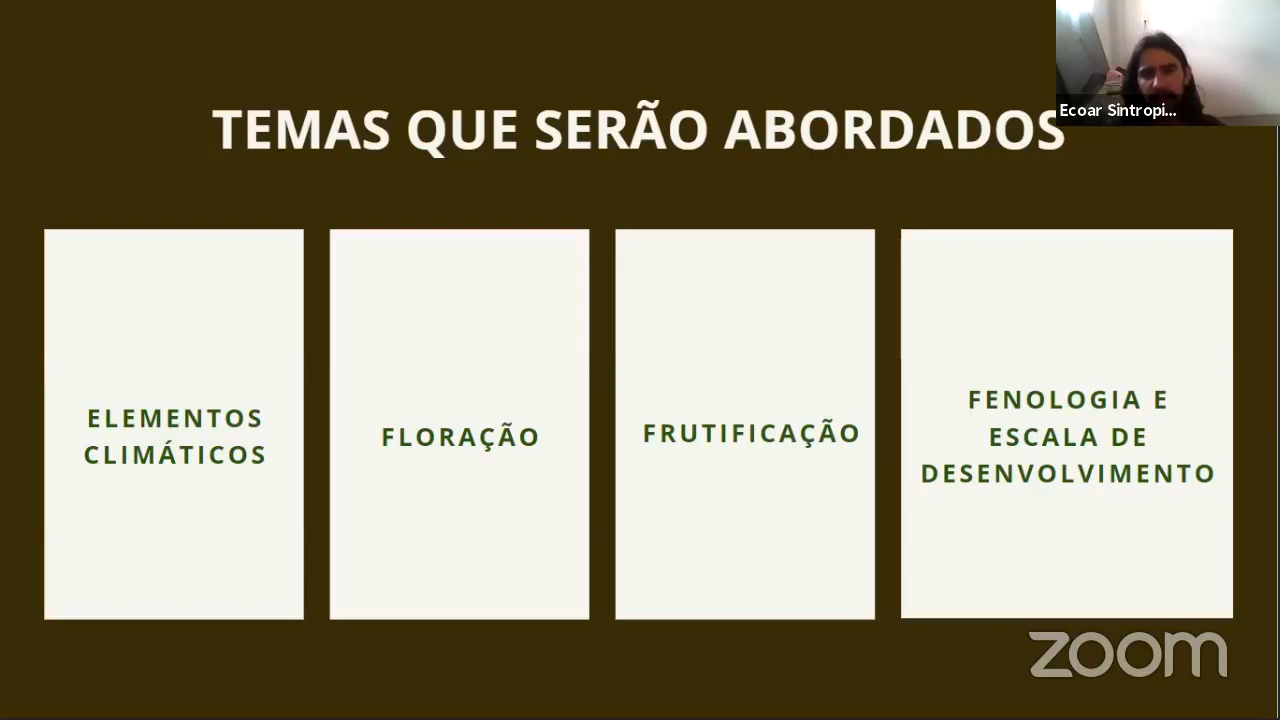 TEMAS QUE SERÃO ABORDADOS
Ecoar Sintropi...
ELEMENTOS
CLIMÁTICOS
FLORAÇÃO
FRUTIFICAÇÃO
FENOLOGIA E
ESCALA DE
DESENVOLVIMENTO
zoom